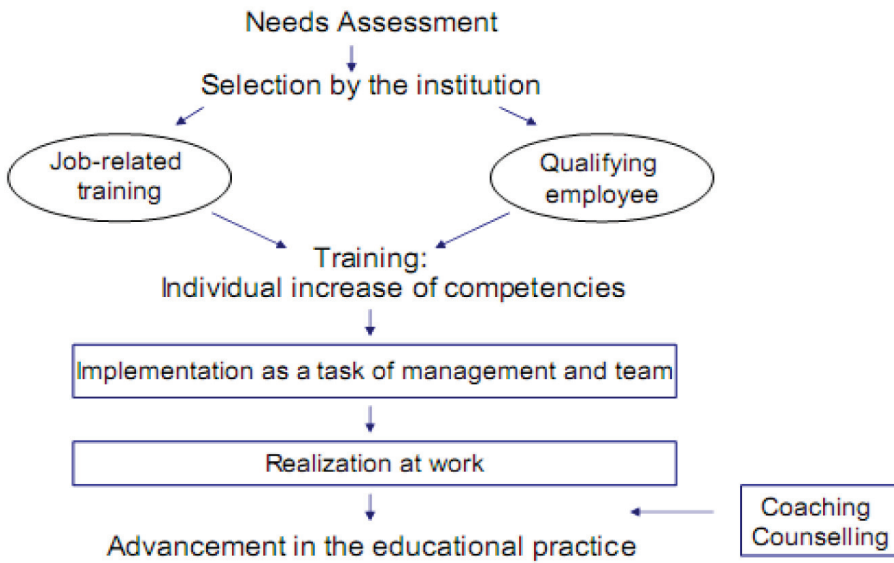 Needs Assessment
Selection by the institution
Job-related
training
Qualifying
employee
Training:
Individual increase of competencies
Implementation as a task of management and team
Realization at work
Coaching
Counselling
Advancement in the educational practice